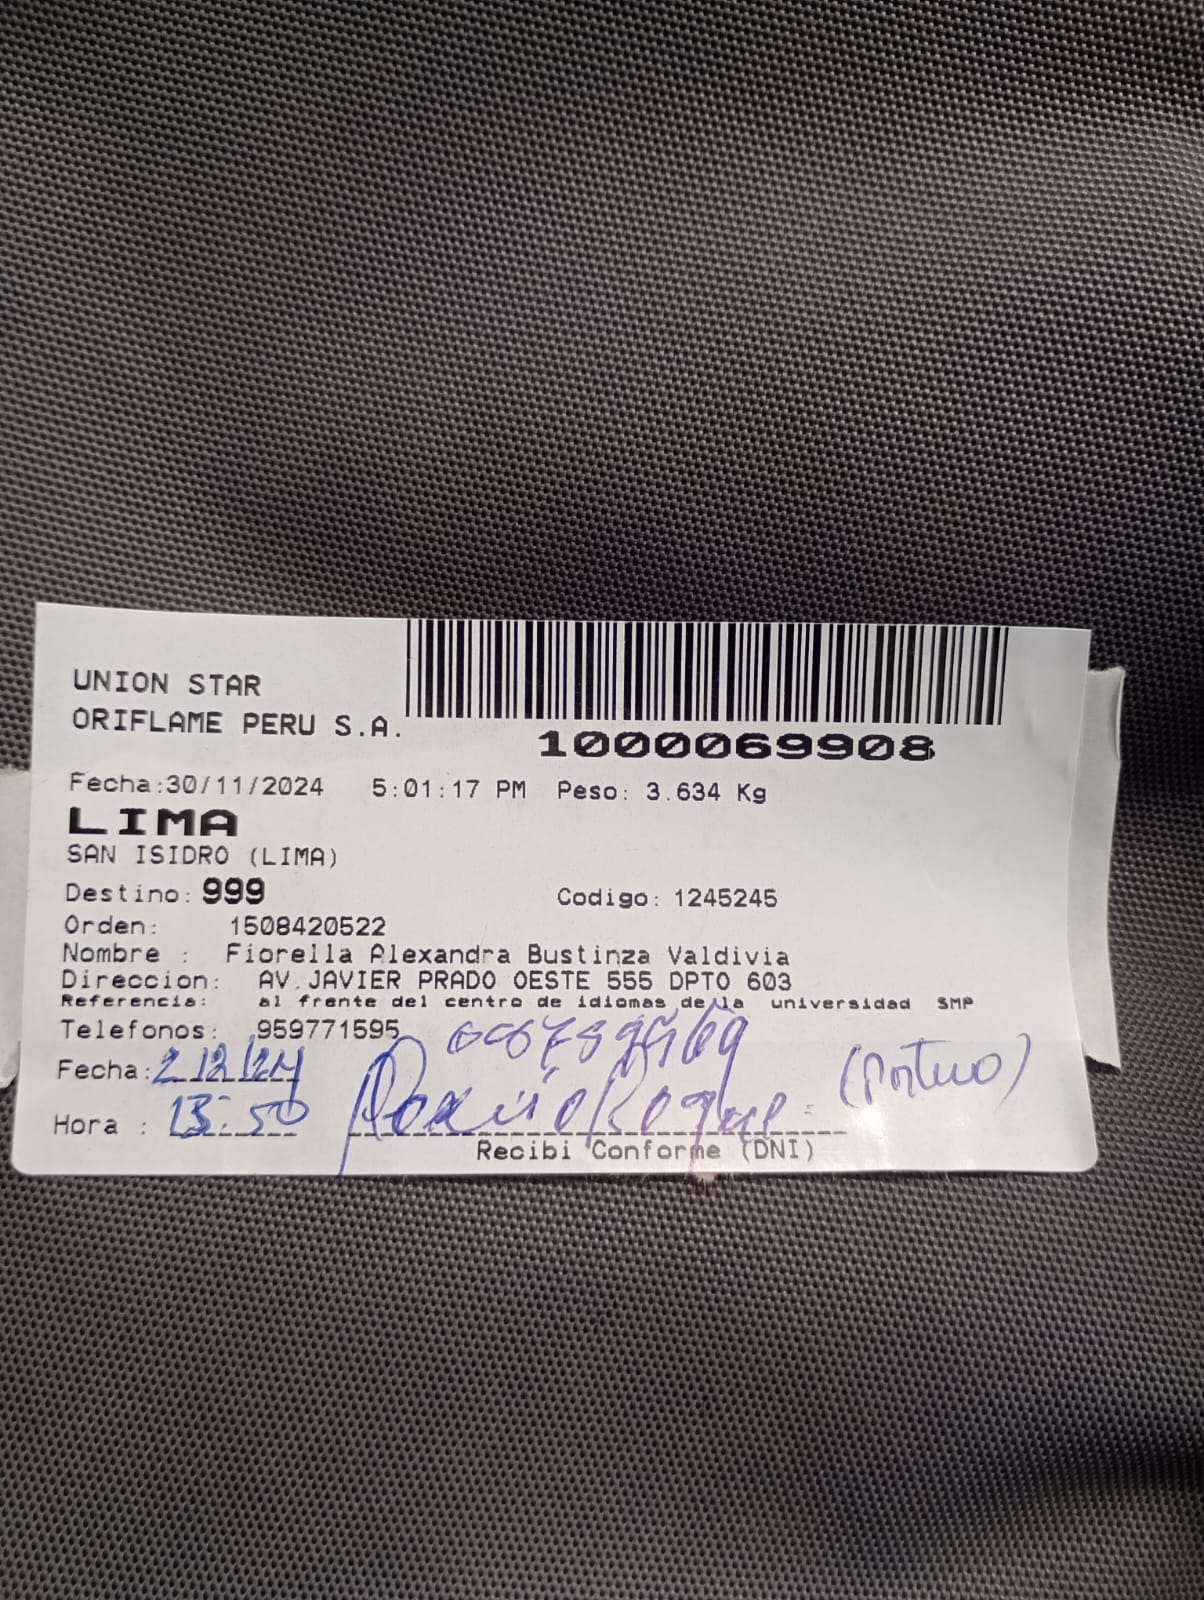 UNION STAR
ORIFLAME PERU S.A.
1000069908
Fecha:30/11/2024 5:01:17 PM Peso: 3.634 Kg
LIMA
SAN ISIDRO (LIMA)
Destino: 999 Codigo: 1245245
Orden: 1508420522
Nombre : Fiorella Alexandra Bustinza Valdivia
Direccion: AV.JAVIER PRADO OESTE 555 DPTO 603
Referencia: al frente del centro de idiomas de la universidad SMP
Telefonos: 959771595
Fecha: 2/12/24
Hora : 13:50 Roque
Recibi Conforme (DNI)